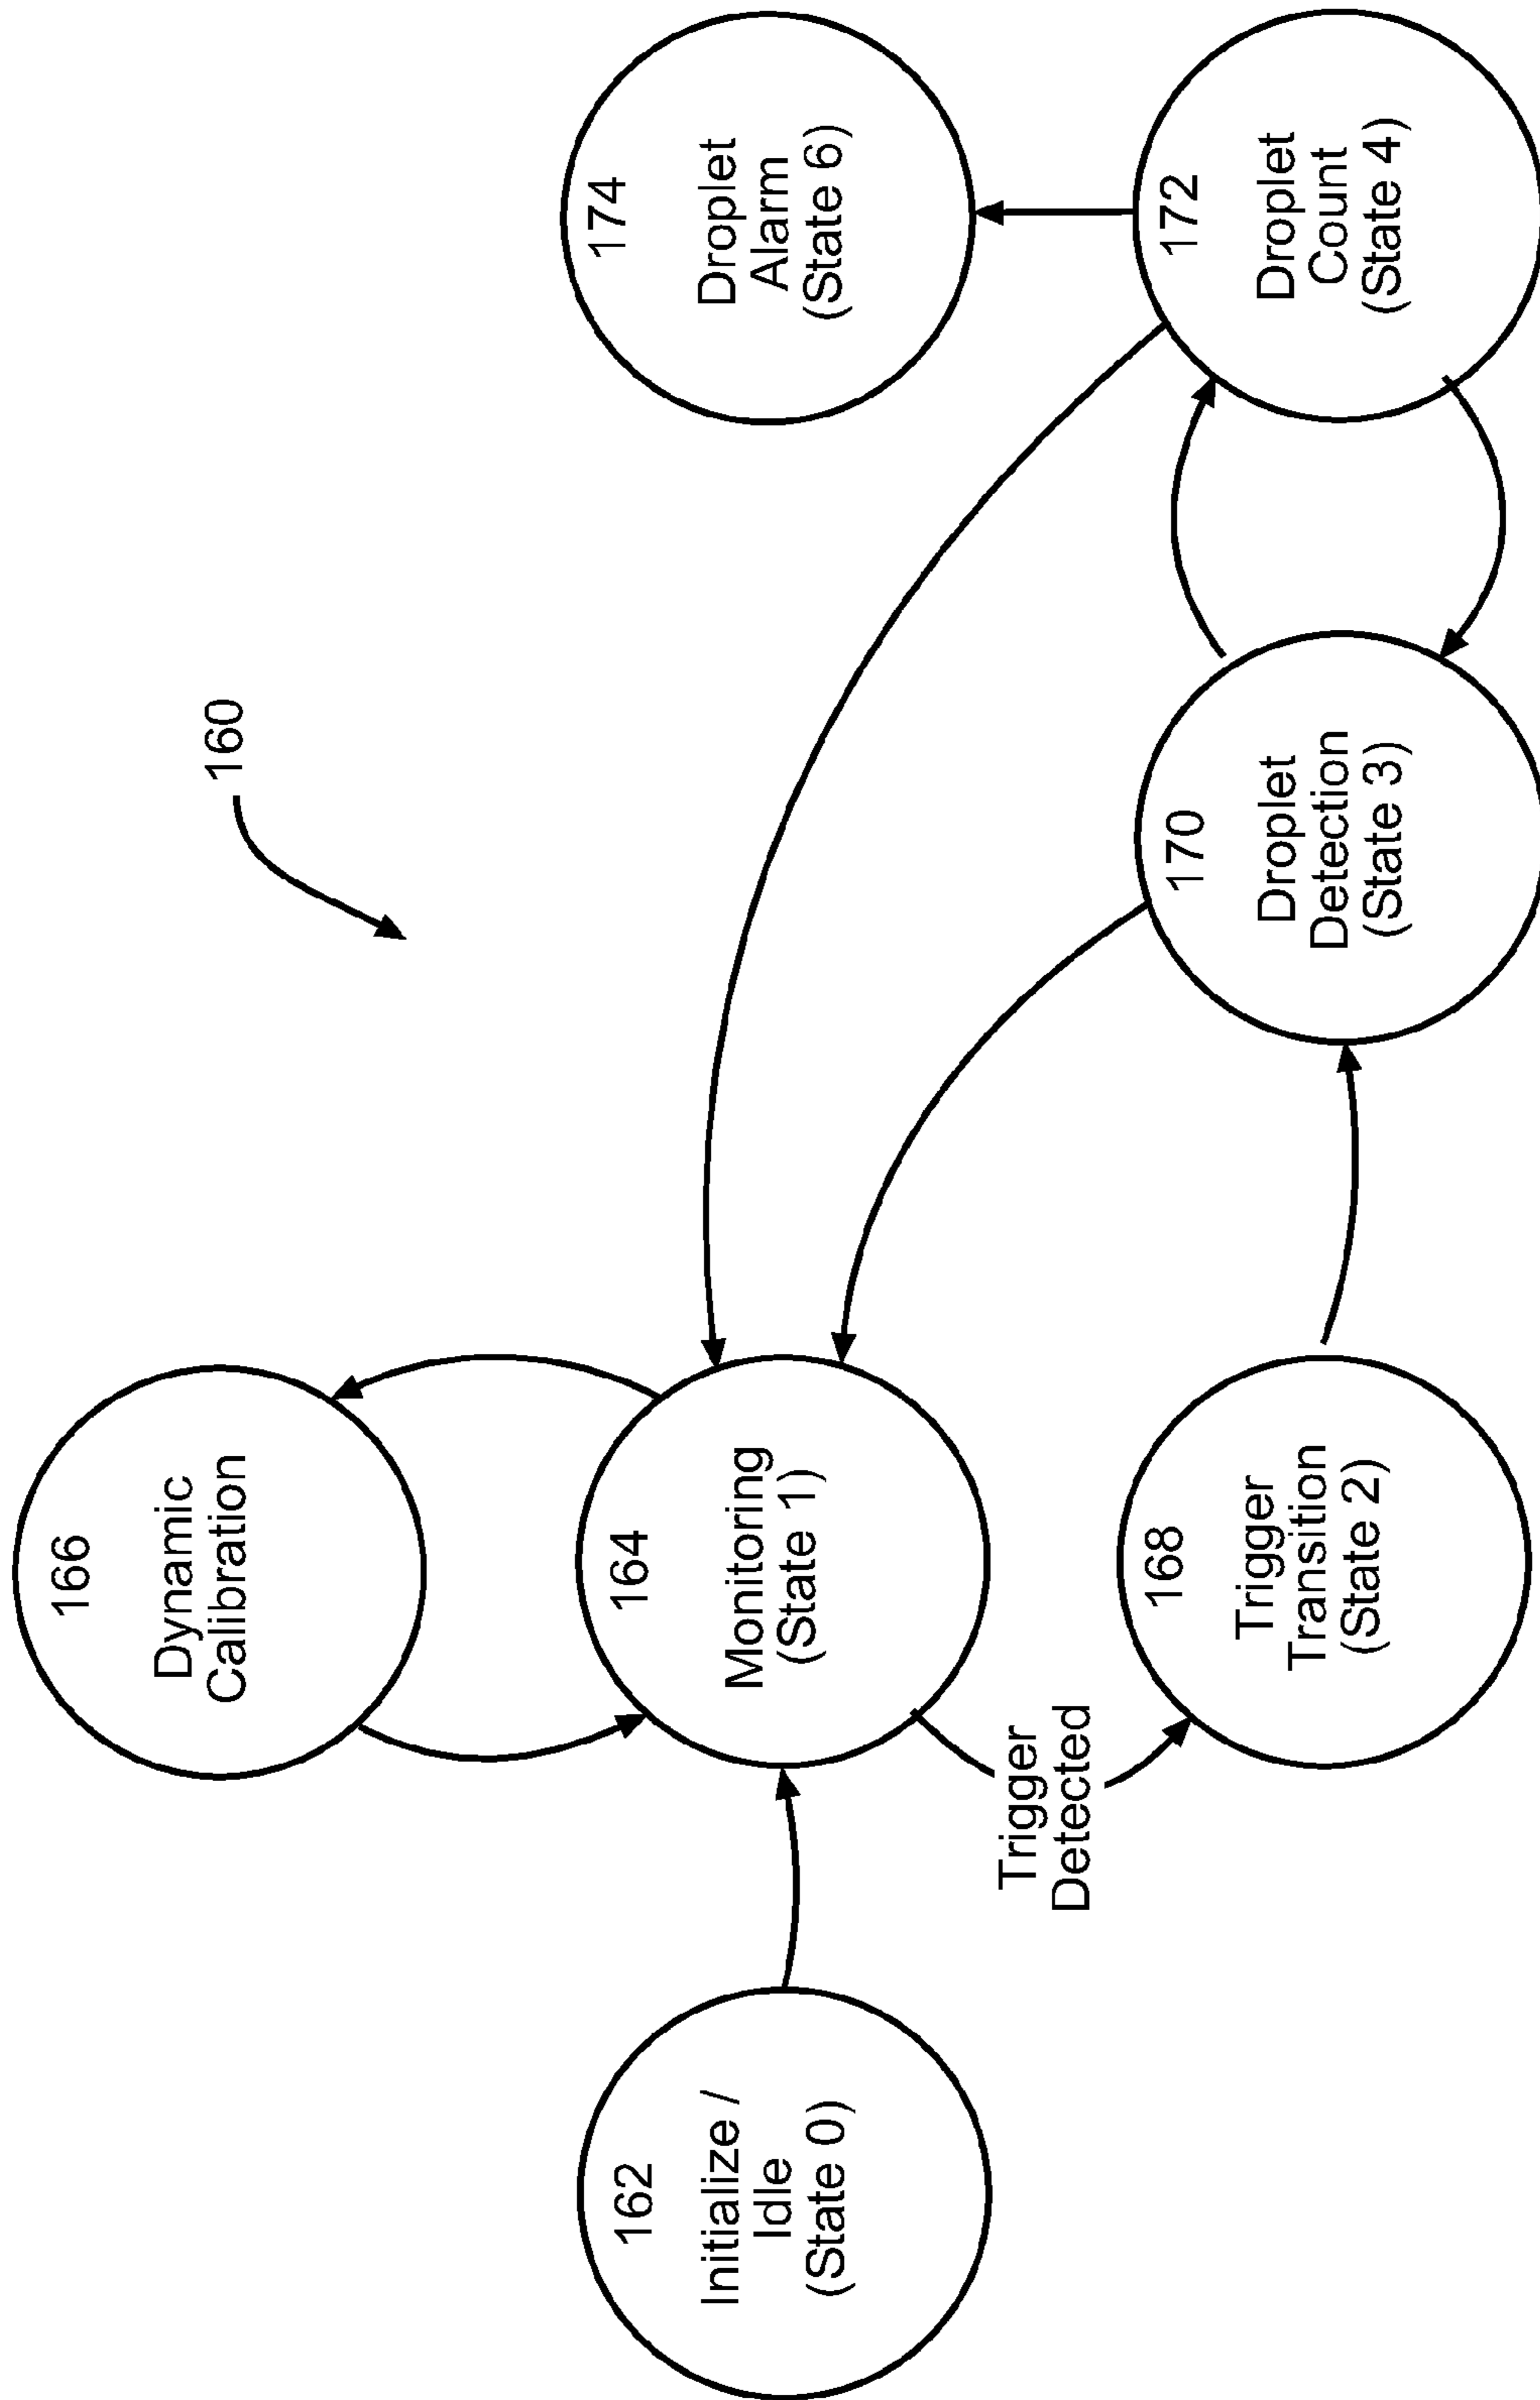 160
166
Dynamic
Calibration
162
Initialize /
Idle
(State 0)
164
Monitoring
(State 1)
174
Droplet
Alarm
(State 6)
Trigger
Detected
168
Trigger
Transition
(State 2)
170
Droplet
Detection
(State 3)
172
Droplet
Count
(State 4)